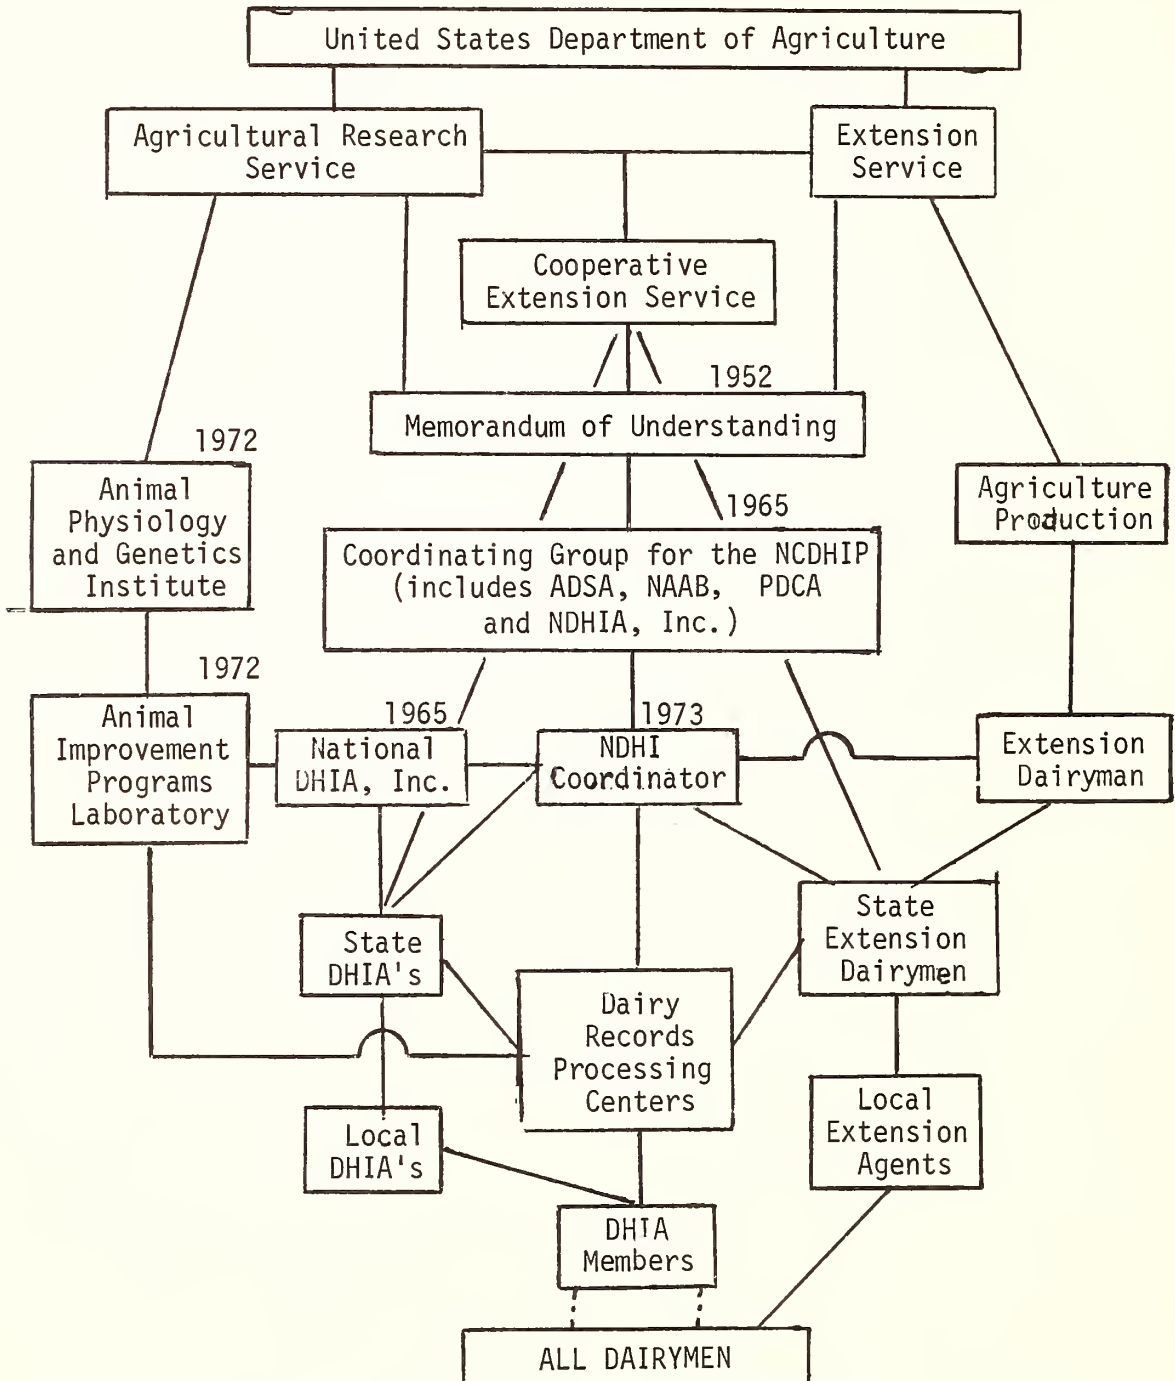 United States Department of Agriculture
Agricultural Research
Service
Extension
Service
Cooperative
Extension Service
1952
Memorandum of Understanding
1972
Animal
Physiology
and Genetics
Institute
Agriculture
Production
1965
Coordinating Group for the NCDHIP
(includes ADSA, NAAB, PDCA
and NDHIA, Inc.)
1972
Animal
Improvement
Programs
Laboratory
1965
National
DHIA, Inc.
1973
NDHI
Coordinator
Extension
Dairyman
State
DHIA's
Dairy
Records
Processing
Centers
State
Extension
Dairymen
Local
DHIA's
Local
Extension
Agents
DHIA
Members
ALL DAIRYMEN